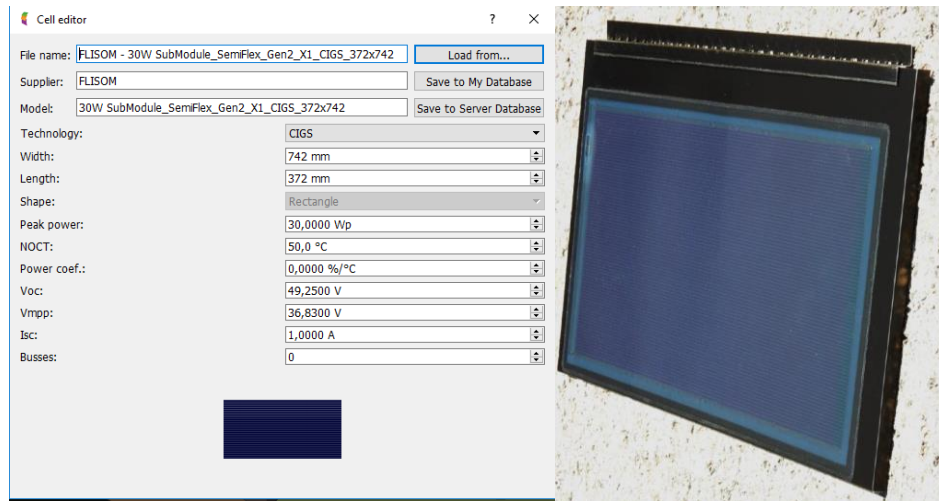 Cell editor ? ×
File name: FLISOM - 30W SubModule_SemiFlex_Gen2_X1_CIGS_372x742 Load from...
Supplier: FLISOM Save to My Database
Model: 30W SubModule_SemiFlex_Gen2_X1_CIGS_372x742 Save to Server Database
Technology: CIGS
Width: 742 mm
Length: 372 mm
Shape: Rectangle
Peak power: 30,0000 Wp
NOCT: 50,0 °C
Power coef.: 0,0000 %/°C
Voc: 49,2500 V
Vmpp: 36,8300 V
Isc: 1,0000 A
Busses: 0